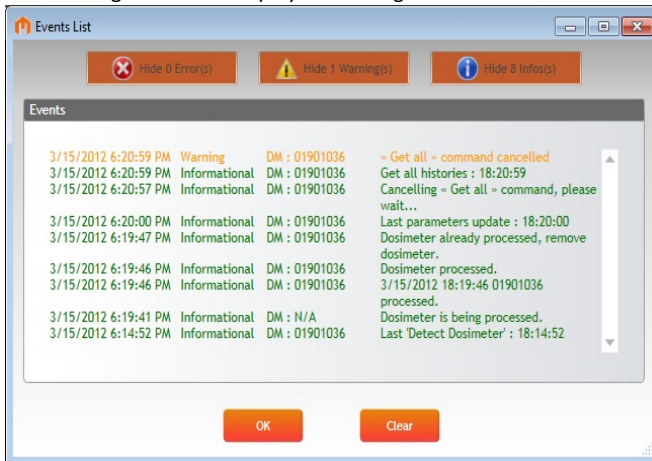 Events List
Hide 0 Error(s) Hide 1 Warning(s) Hide 8 Infos(s)
Events
3/15/2012 6:20:59 PM Warning DM : 01901036 « Get all » command cancelled
3/15/2012 6:20:59 PM Informational DM : 01901036 Get all histories : 18:20:59
3/15/2012 6:20:57 PM Informational DM : 01901036 Cancelling « Get all » command, please
wait...
3/15/2012 6:20:00 PM Informational DM : 01901036 Last parameters update : 18:20:00
3/15/2012 6:19:47 PM Informational DM : 01901036 Dosimeter already processed, remove
dosimeter.
3/15/2012 6:19:46 PM Informational DM : 01901036 Dosimeter processed.
3/15/2012 6:19:46 PM Informational DM : 01901036 3/15/2012 18:19:46 01901036
processed.
3/15/2012 6:19:41 PM Informational DM : N/A Dosimeter is being processed.
3/15/2012 6:14:52 PM Informational DM : 01901036 Last 'Detect Dosimeter' : 18:14:52
OK Clear